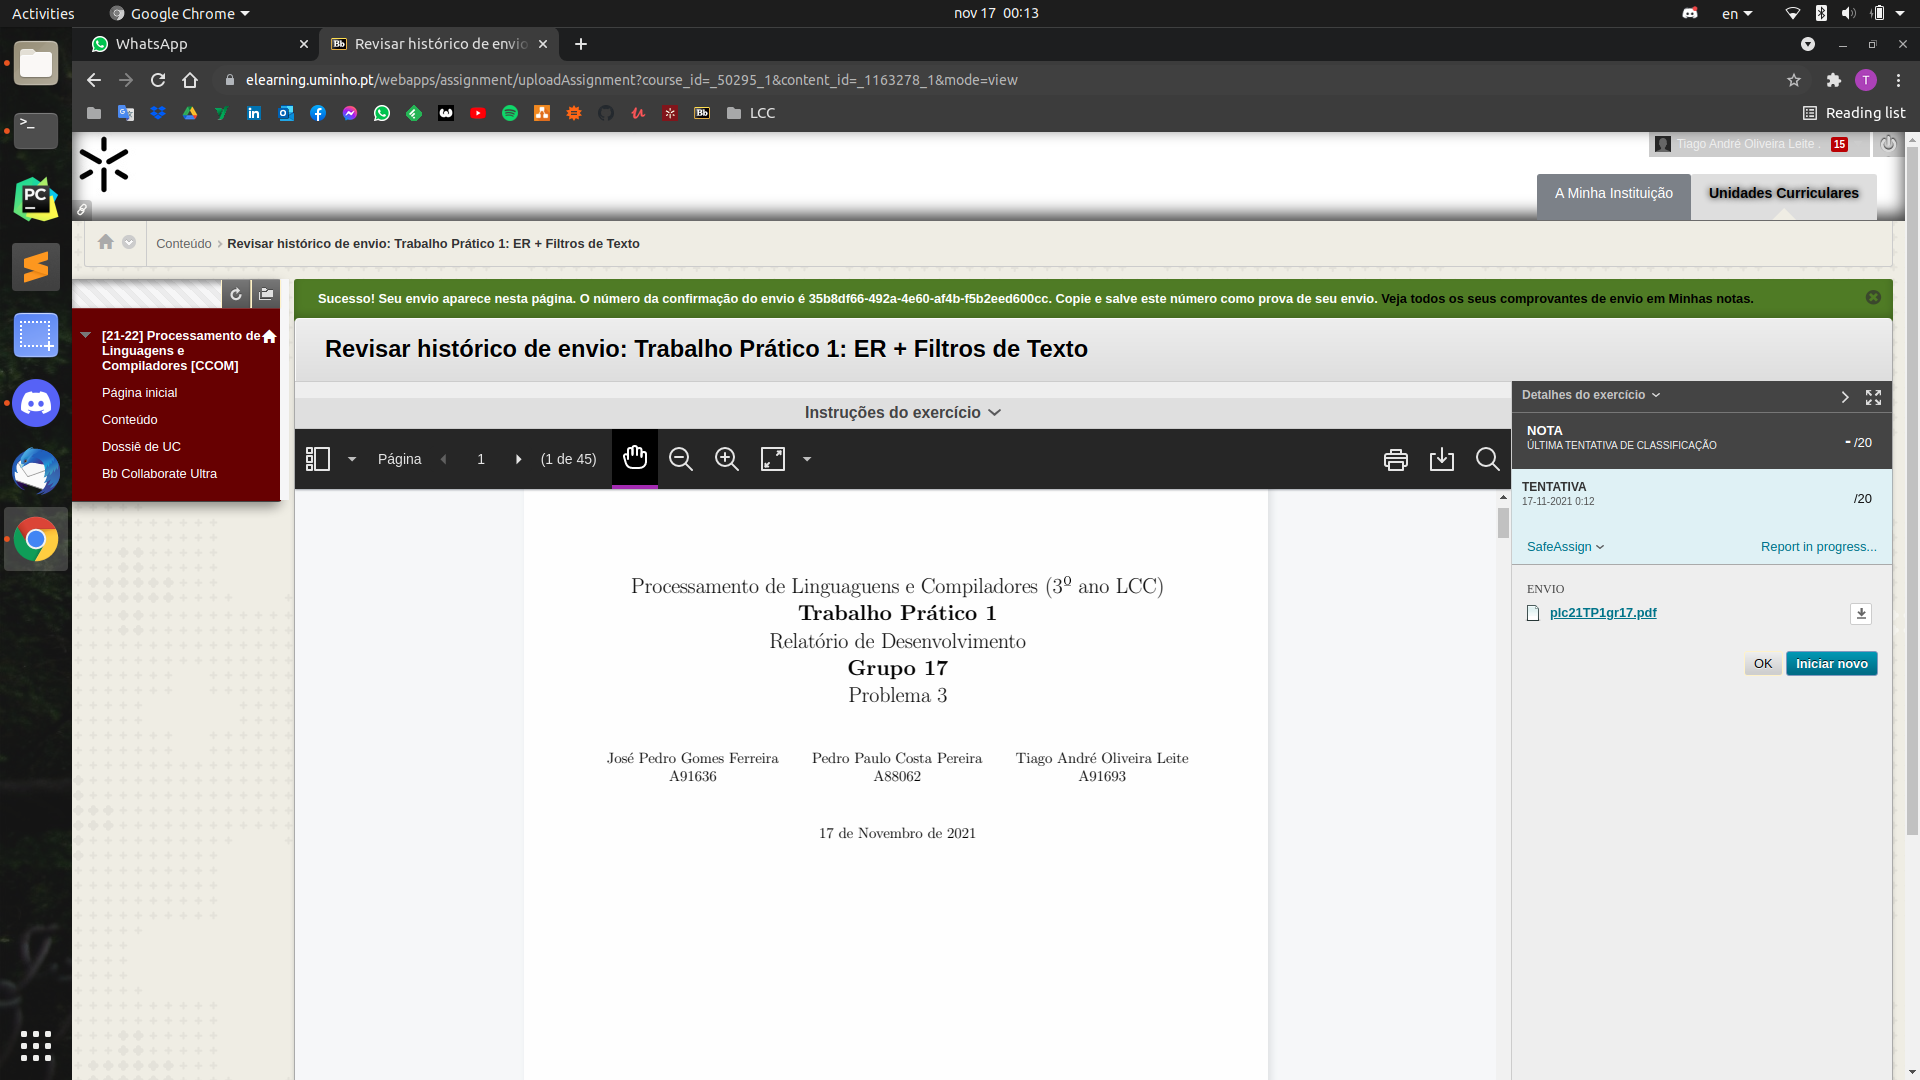 Activities
Google Chrome
nov 17 00:13
en
WhatsApp
Revisar histórico de envio
elearning.uminho.pt/webapps/assignment/uploadAssignment?course_id=_50295_1&content_id=_1163278_1&mode=view
T
LCC
Reading list
Tiago André Oliveira Leite
15
A Minha Instituição
Unidades Curriculares
Conteúdo
Revisar histórico de envio: Trabalho Prático 1: ER + Filtros de Texto
Sucesso! Seu envio aparece nesta página. O número da confirmação do envio é 35b8df66-492a-4e60-af4b-f5b2eed600cc. Copie e salve este número como prova de seu envio. Veja todos os seus comprovantes de envio em Minhas notas.
[21-22] Processamento de
Linguagens e
Compiladores [CCOM]
Página inicial
Conteúdo
Dossiê de UC
Bb Collaborate Ultra
Revisar histórico de envio: Trabalho Prático 1: ER + Filtros de Texto
Instruções do exercício
Página
1
(1 de 45)
Processamento de Linguaguens e Compiladores (3º ano LCC)
Trabalho Prático 1
Relatório de Desenvolvimento
Grupo 17
Problema 3
José Pedro Gomes Ferreira
A91636
Pedro Paulo Costa Pereira
A88062
Tiago André Oliveira Leite
A91693
17 de Novembro de 2021
Detalhes do exercício
NOTA
ÚLTIMA TENTATIVA DE CLASSIFICAÇÃO
- /20
TENTATIVA
17-11-2021 0:12
/20
SafeAssign
Report in progress...
ENVIO
plc21TP1gr17.pdf
OK
Iniciar novo